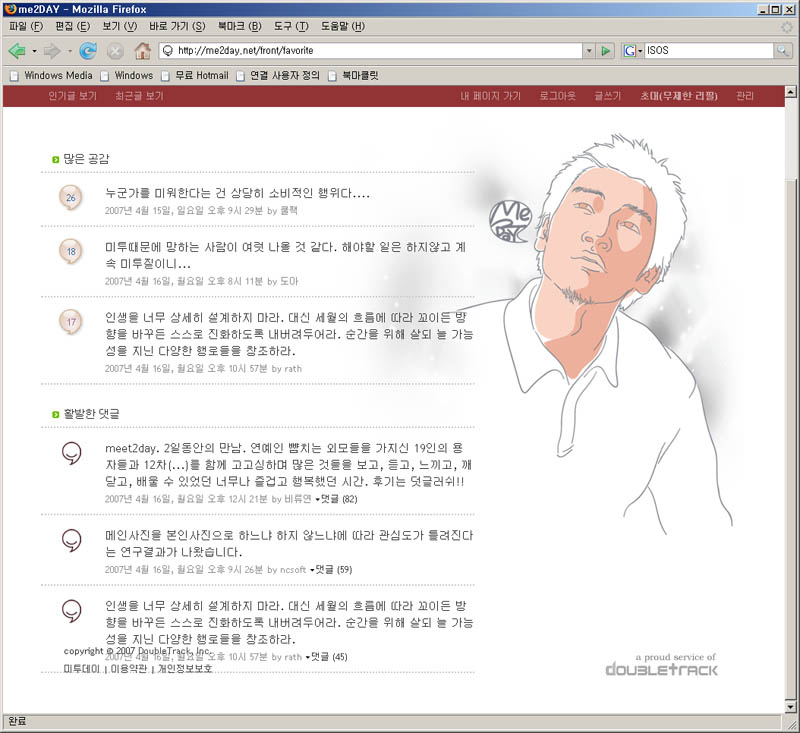 me2DAY - Mozilla Firefox
파일 (F) 편집 (E) 보기 (V) 바로 가기 (S) 북마크 (B) 도구 (T) 도움말 (H)
http://me2day.net/front/favorite
G ISOS
Windows Media Windows 무료 Hotmail 연결 사용자 정의 북마클릿
인기글 보기 최근글 보기 내 페이지 가기 로그아웃 글쓰기 초대(무제한 리필) 관리
많은 공감
26
누군가를 미워한다는 건 상당히 소비적인 행위다....
2007년 4월 15일, 일요일 오후 9시 29분 by 쿨팩
Me2DAY
18
미투때문에 망하는 사람이 여럿 나올 것 같다. 해야할 일은 하지않고 계
속 미투질이니...
2007년 4월 16일, 월요일 오후 8시 11분 by 도마
17
인생을 너무 상세히 설계하지 마라. 대신 세월의 흐름에 따라 꼬이든 방
향을 바꾸든 스스로 진화하도록 내버려두어라. 순간을 위해 살되 늘 가능
성을 지닌 다양한 행로들을 창조하라.
2007년 4월 16일, 월요일 오후 10시 57분 by rath
활발한 댓글
meet2day. 2일동안의 만남. 연예인 뺨치는 외모들을 가지신 19인의 용
자들과 12차(...)를 함께 고고싱하며 많은 것들을 보고, 듣고, 느끼고, 깨
닫고, 배울 수 있었던 너무나 즐겁고 행복했던 시간. 후기는 덧글러쉬!!
2007년 4월 16일, 월요일 오후 12시 21분 by 비류연 ▾댓글 (82)
메인사진을 본인사진으로 하느냐 하지 않느냐에 따라 관심도가 틀려진다
는 연구결과가 나왔습니다.
2007년 4월 16일, 월요일 오후 9시 26분 by ncsoft ▾댓글 (59)
인생을 너무 상세히 설계하지 마라. 대신 세월의 흐름에 따라 꼬이든 방
향을 바꾸든 스스로 진화하도록 내버려두어라. 순간을 위해 살되 늘 가능
성을 지닌 다양한 행로들을 창조하라.
copyright © 2007 DoubleTrack, Inc.
2007년 4월 16일, 월요일 오후 10시 57분 by rath ▾댓글 (45)
미투데이 | 이용약관 | 개인정보보호
a proud service of
doubletrack
완료